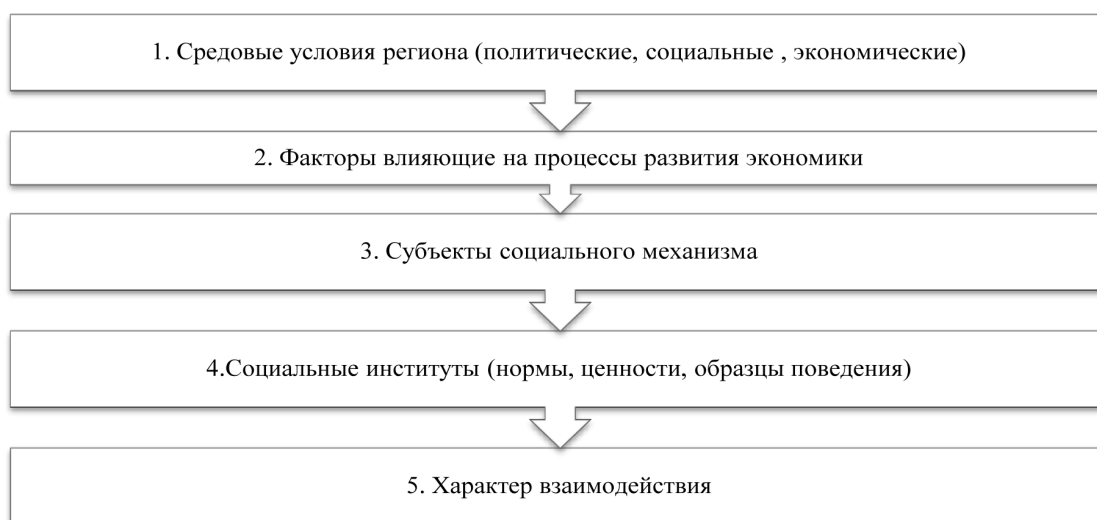 1. Средовые условия региона (политические, социальные , экономические)
2. Факторы влияющие на процессы развития экономики
3. Субъекты социального механизма
4.Социальные институты (нормы, ценности, образцы поведения)
5. Характер взаимодействия